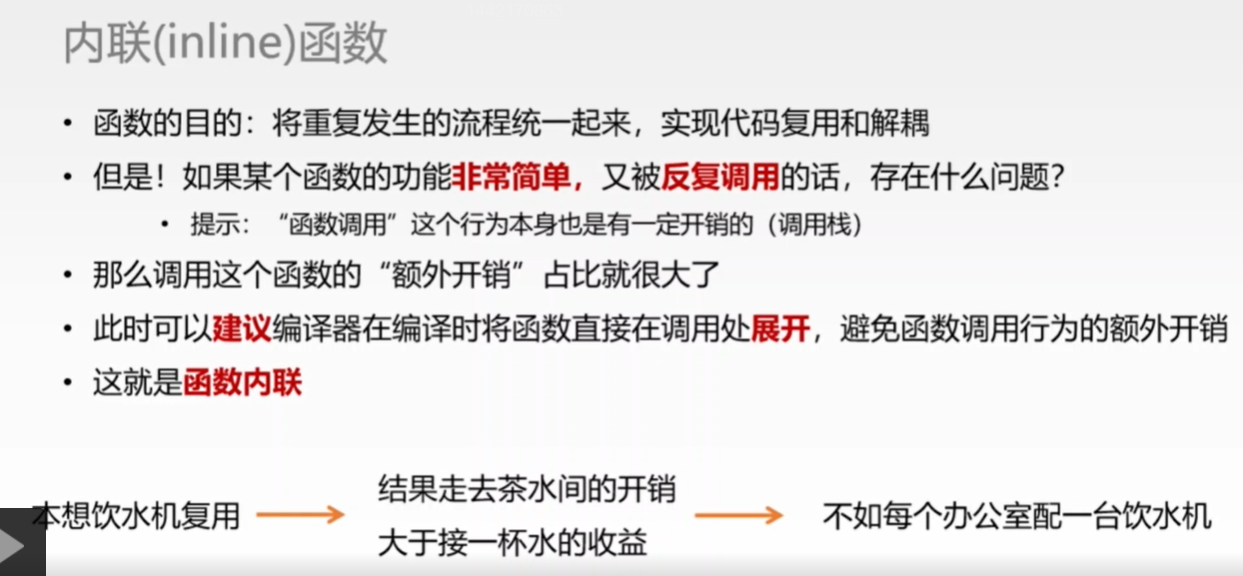 内联(inline)函数
• 函数的目的：将重复发生的流程统一起来，实现代码复用和解耦
• 但是！如果某个函数的功能非常简单，又被反复调用的话，存在什么问题？
• 提示：“函数调用”这个行为本身也是有一定开销的（调用栈）
• 那么调用这个函数的“额外开销”占比就很大了
• 此时可以建议编译器在编译时将函数直接在调用处展开，避免函数调用行为的额外开销
• 这就是函数内联
本想饮水机复用
结果走去茶水间的开销
大于接一杯水的收益
不如每个办公室配一台饮水机